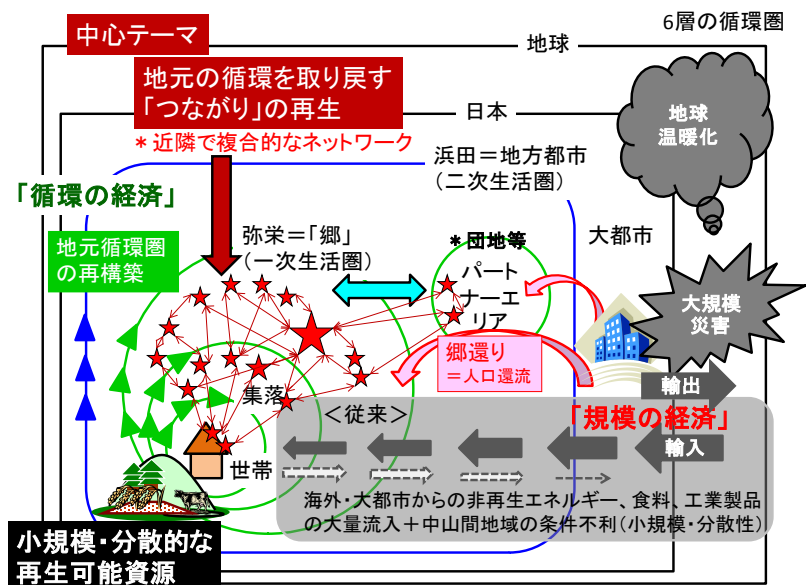 6層の循環圏
中心テーマ
地球
地元の循環を取り戻す
「つながり」の再生
日本
地球
温暖化
＊近隣で複合的なネットワーク
浜田＝地方都市
（二次生活圏）
「循環の経済」
地元循環圏
の再構築
弥栄＝「郷」
（一次生活圏）
＊団地等
大都市
パート
ナーエ
リア
大規模
災害
郷還り
＝人口還流
集落
輸出
＜従来＞
「規模の経済」
輸入
世帯
海外・大都市からの非再生エネルギー、食料、工業製品
の大量流入＋中山間地域の条件不利（小規模・分散性）
小規模・分散的な
再生可能資源